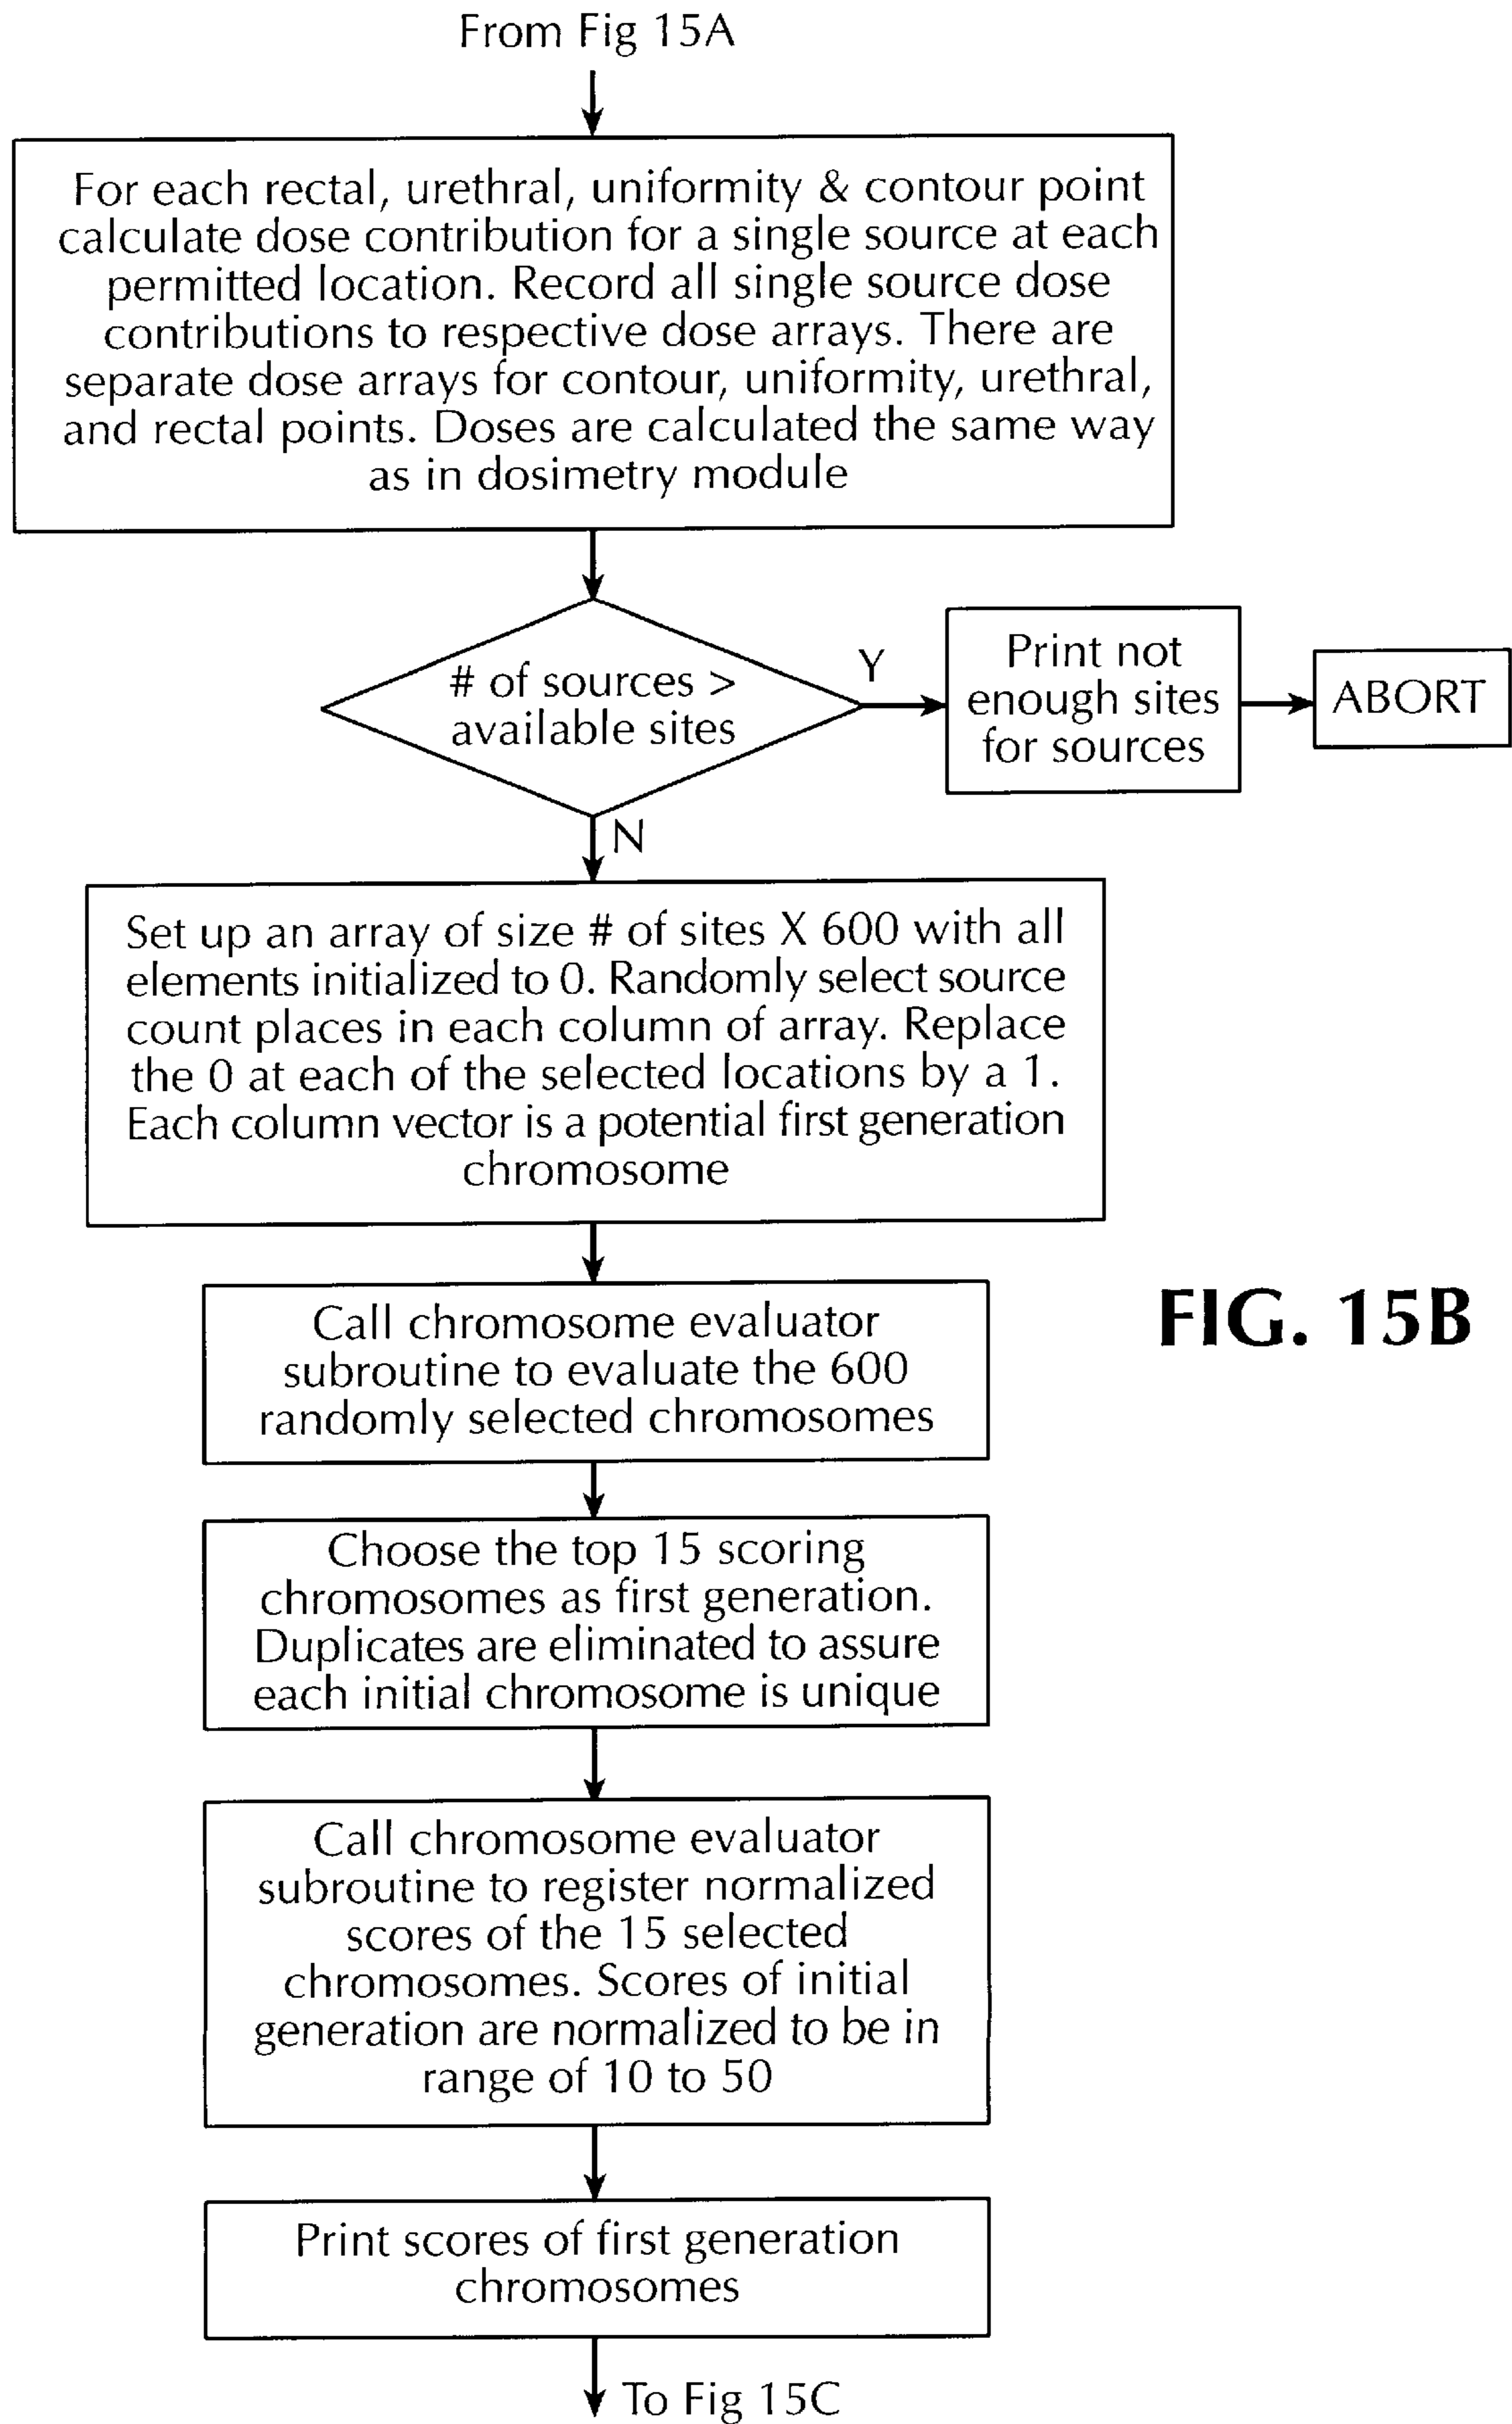 From Fig 15A
For each rectal, urethral, uniformity & contour point
calculate dose contribution for a single source at each
permitted location. Record all single source dose
contributions to respective dose arrays. There are
separate dose arrays for contour, uniformity, urethral,
and rectal points. Doses are calculated the same way
as in dosimetry module
# of sources >
available sites
Y
Print not
enough sites
for sources
ABORT
N
Set up an array of size # of sites X 600 with all
elements initialized to 0. Randomly select source
count places in each column of array. Replace
the 0 at each of the selected locations by a 1.
Each column vector is a potential first generation
chromosome
Call chromosome evaluator
subroutine to evaluate the 600
randomly selected chromosomes
FIG. 15B
Choose the top 15 scoring
chromosomes as first generation.
Duplicates are eliminated to assure
each initial chromosome is unique
Call chromosome evaluator
subroutine to register normalized
scores of the 15 selected
chromosomes. Scores of initial
generation are normalized to be in
range of 10 to 50
Print scores of first generation
chromosomes
To Fig 15C